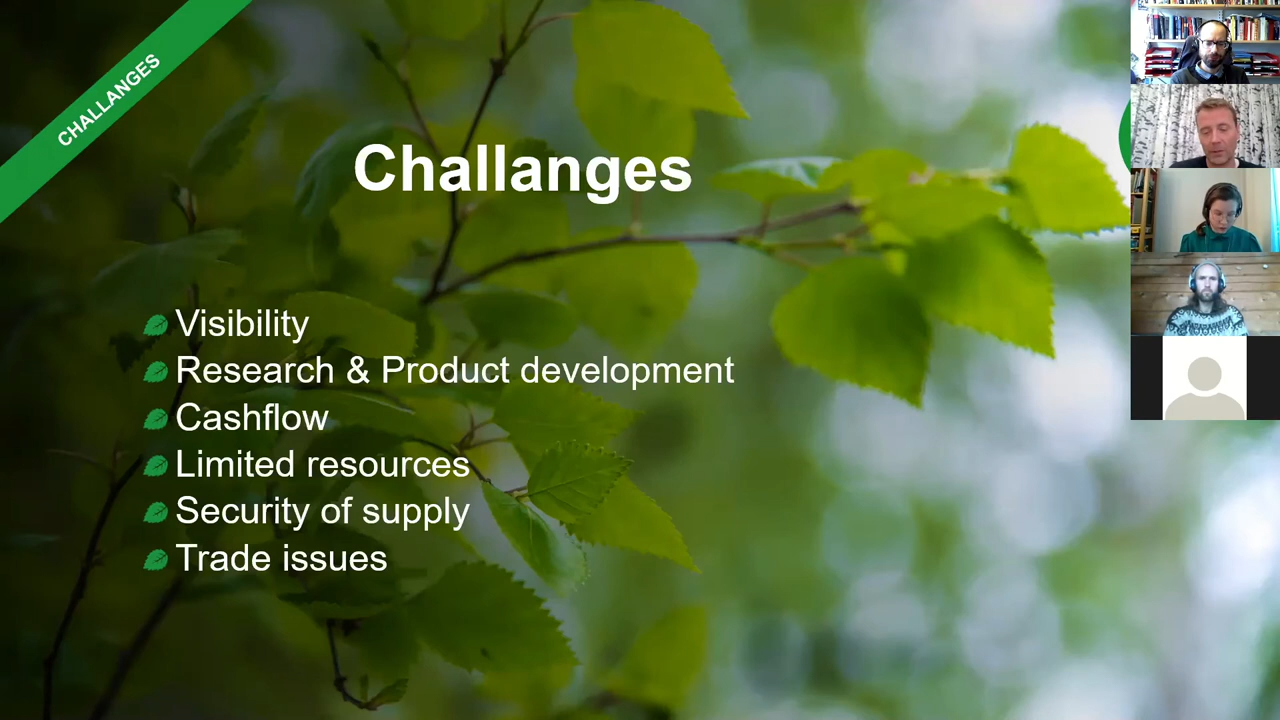 CHALLANGES
Challanges
Visibility
Research & Product development
Cashflow
Limited resources
Security of supply
Trade issues